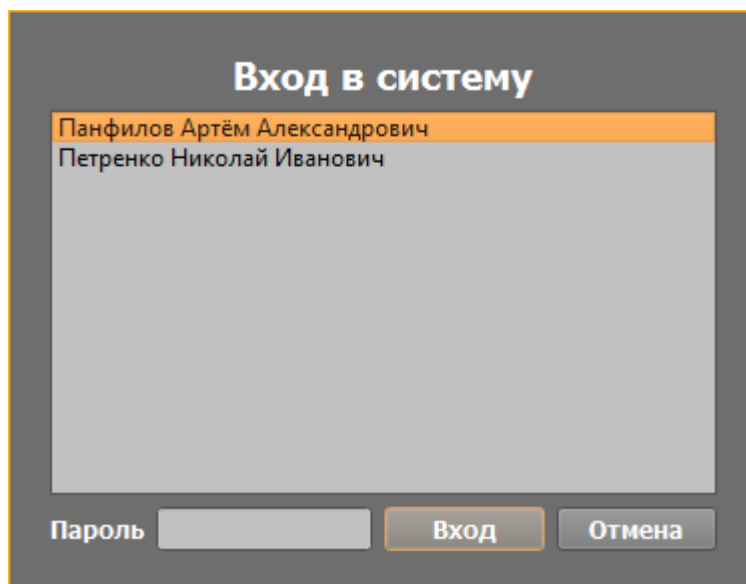 Вход в систему
Панфилов Артём Александрович
Петренко Николай Иванович
Пароль Вход Отмена